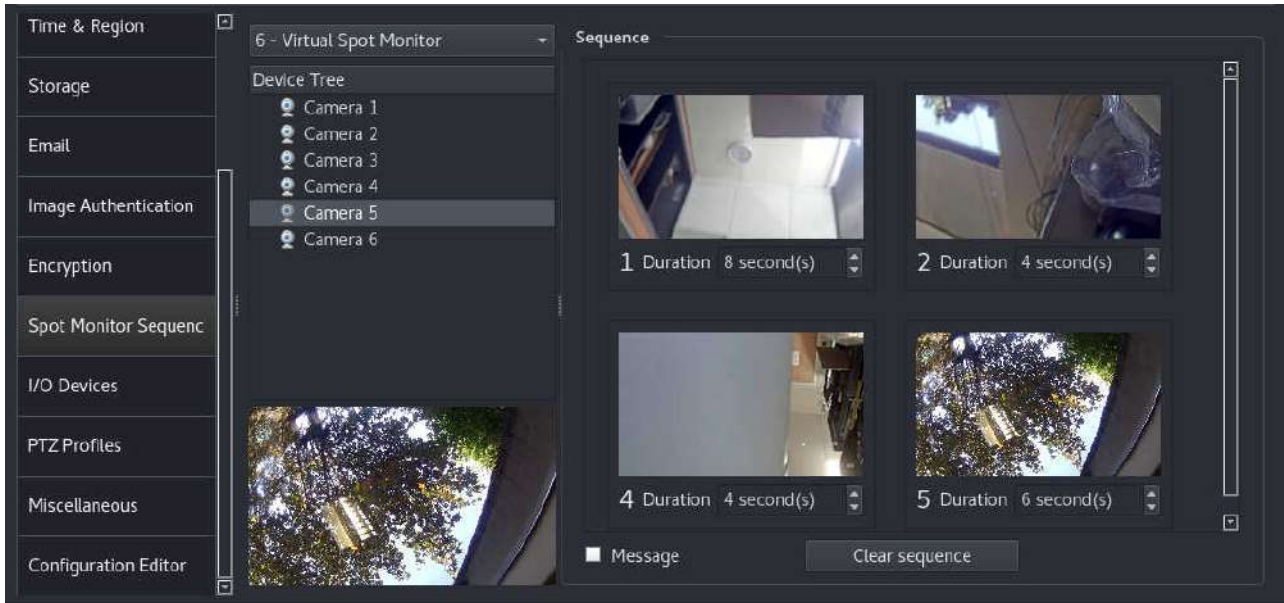 Time & Region
Storage
Email
Image Authentication
Encryption
Spot Monitor Sequenc
I/O Devices
PTZ Profiles
Miscellaneous
Configuration Editor
6 - Virtual Spot Monitor
Device Tree
Camera 1
Camera 2
Camera 3
Camera 4
Camera 5
Camera 6
Sequence
1 Duration 8 second(s)
2 Duration 4 second(s)
4 Duration 4 second(s)
5 Duration 6 second(s)
Message
Clear sequence